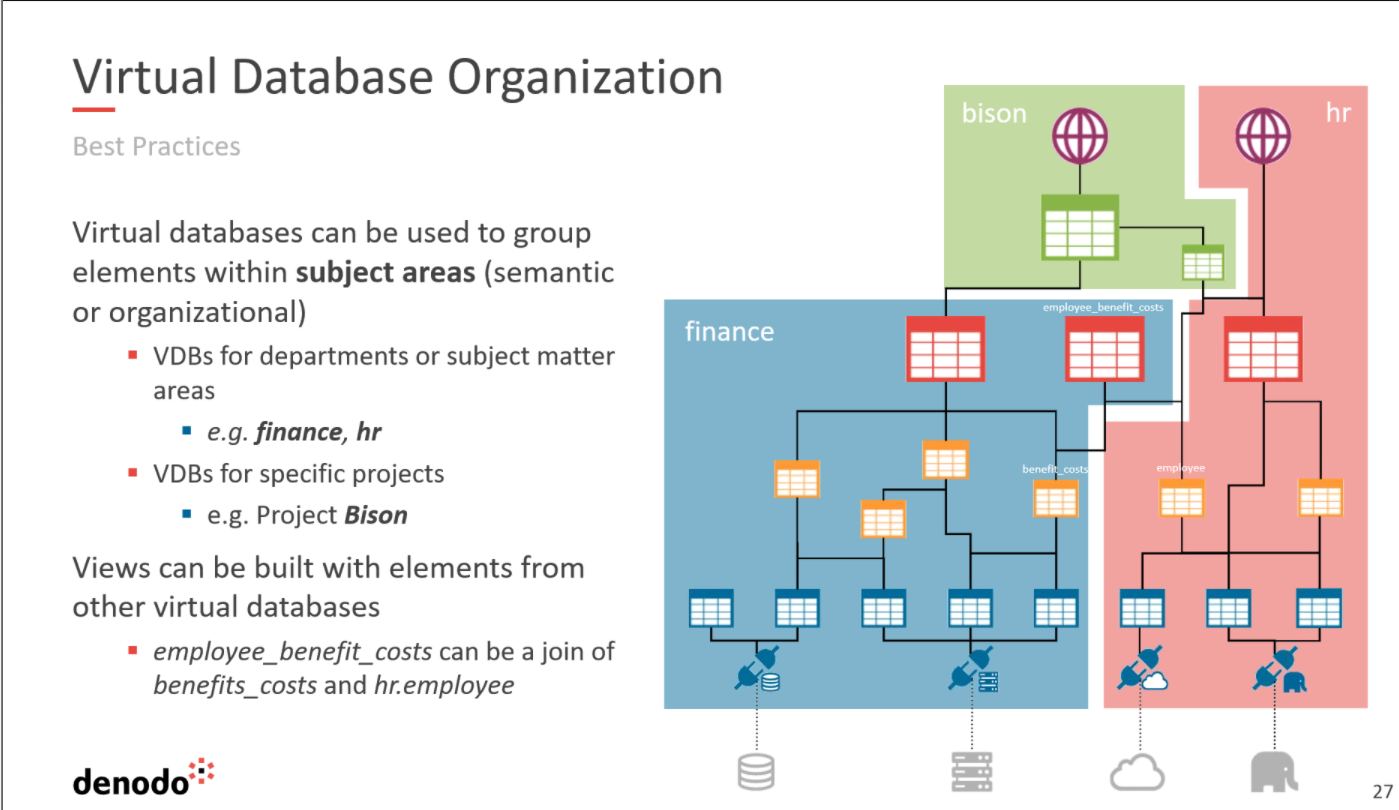 Virtual Database Organization
Best Practices
Virtual databases can be used to group
elements within subject areas (semantic
or organizational)
VDBs for departments or subject matter
areas
e.g. finance, hr
VDBs for specific projects
e.g. Project Bison
Views can be built with elements from
other virtual databases
employee_benefit_costs can be a join of
benefits_costs and hr.employee
denodo
bison
hr
finance
employee_benefit_costs
benefit_costs
employee
27